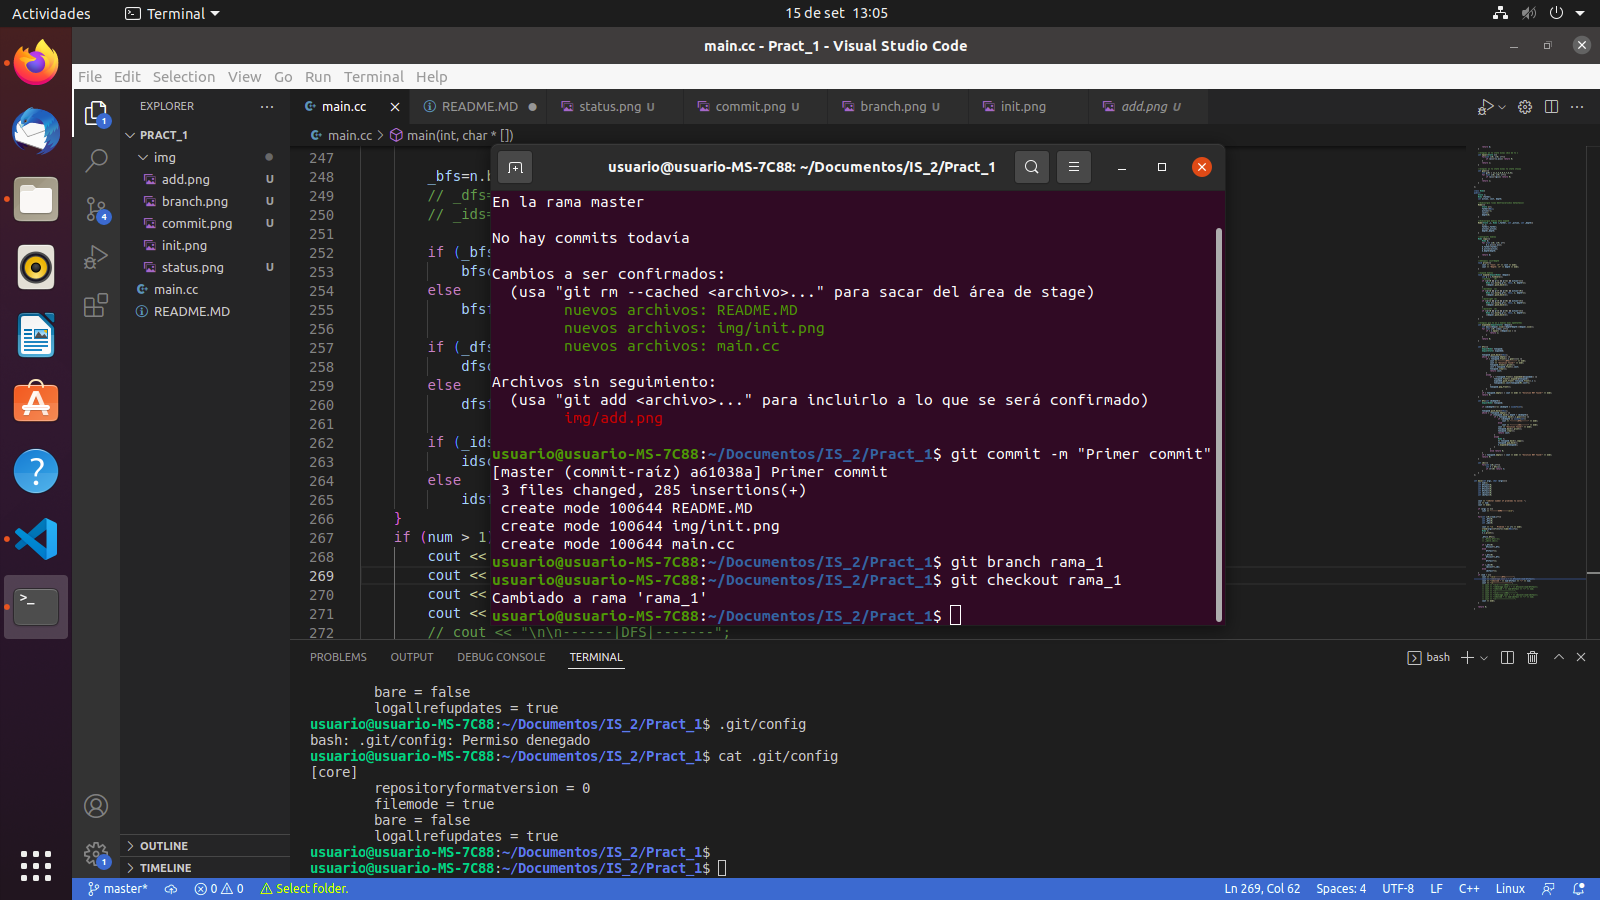 Actividades
Terminal
15 de set 13:05
main.cc - Pract_1 - Visual Studio Code
File Edit Selection View Go Run Terminal Help
EXPLORER
PRACT_1
img
add.png U
branch.png U
commit.png U
init.png
status.png U
main.cc
README.MD
OUTLINE
TIMELINE
main.cc
README.MD
status.png U
commit.png U
branch.png U
init.png
add.png U
main.cc > main(int, char * [])
247
248 _bfs=n.b
249 // _dfs=
250 // _ids=
251
252 if (_bfs
253 bfsc
254 else
255 bfsf
256
257 if (_dfs
258 dfsc
259 else
260 dfsf
261
262 if (_ids
263 idsc
264 else
265 idsf
266 }
267 if (num > 1
268 cout <<
269 cout <<
270 cout <<
271 cout <<
272 // cout << "\n\n------|DFS|-------";
usuario@usuario-MS-7C88: ~/Documentos/IS_2/Pract_1
En la rama master
No hay commits todavía
Cambios a ser confirmados:
(usa "git rm --cached <archivo>..." para sacar del área de stage)
nuevos archivos: README.MD
nuevos archivos: img/init.png
nuevos archivos: main.cc
Archivos sin seguimiento:
(usa "git add <archivo>..." para incluirlo a lo que se será confirmado)
img/add.png
usuario@usuario-MS-7C88:~/Documentos/IS_2/Pract_1$ git commit -m "Primer commit"
[master (commit-raíz) a61038a] Primer commit
3 files changed, 285 insertions(+)
create mode 100644 README.MD
create mode 100644 img/init.png
create mode 100644 main.cc
usuario@usuario-MS-7C88:~/Documentos/IS_2/Pract_1$ git branch rama_1
usuario@usuario-MS-7C88:~/Documentos/IS_2/Pract_1$ git checkout rama_1
Cambiado a rama 'rama_1'
usuario@usuario-MS-7C88:~/Documentos/IS_2/Pract_1$
PROBLEMS OUTPUT DEBUG CONSOLE TERMINAL
bash
bare = false
logallrefupdates = true
usuario@usuario-MS-7C88:~/Documentos/IS_2/Pract_1$ .git/config
bash: .git/config: Permiso denegado
usuario@usuario-MS-7C88:~/Documentos/IS_2/Pract_1$ cat .git/config
[core]
repositoryformatversion = 0
filemode = true
bare = false
logallrefupdates = true
usuario@usuario-MS-7C88:~/Documentos/IS_2/Pract_1$
usuario@usuario-MS-7C88:~/Documentos/IS_2/Pract_1$
master* 0 0 Select folder.
Ln 269, Col 62 Spaces: 4 UTF-8 LF C++ Linux